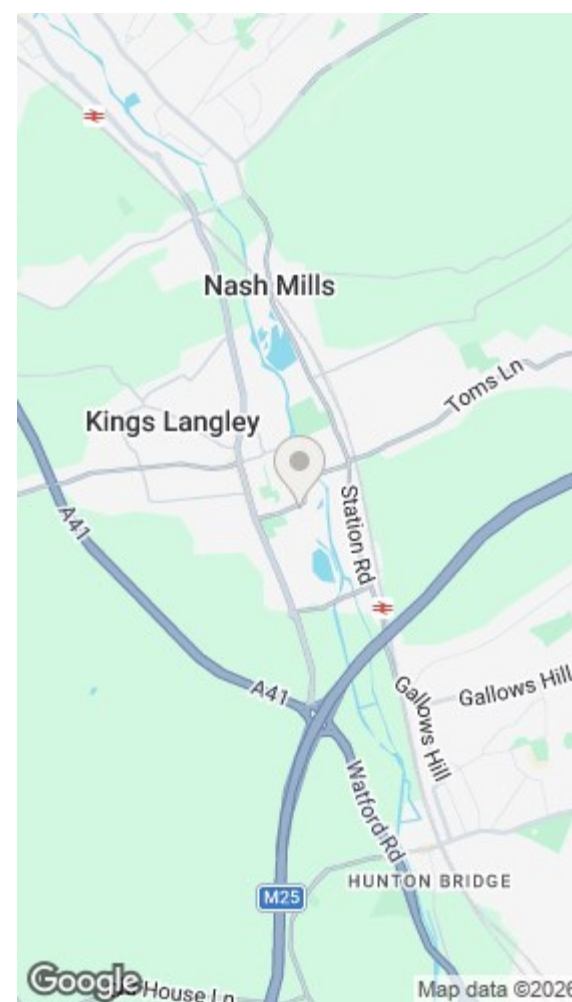 Nash Mills
Toms Ln
Kings Langley
A41
Station Rd
A41
Gallows Hill
Gallows Hill
Watford Rd
HUNTON BRIDGE
M25
House Ln
Google
Map data ©2026